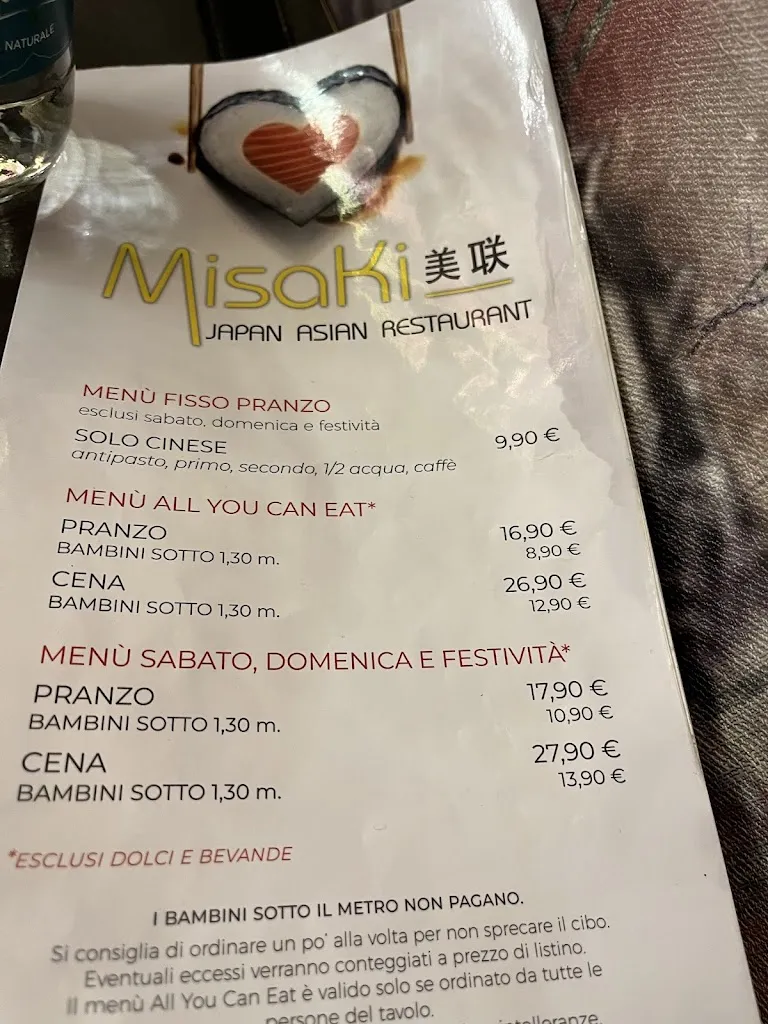 NATURALE
Misaki 美联
JAPAN ASIAN RESTAURANT
MENÙ FISSO PRANZO
esclusi sabato, domenica e festività
SOLO CINESE 9,90 €
antipasto, primo, secondo, 1/2 acqua, caffè
MENÙ ALL YOU CAN EAT*
PRANZO 16,90 €
BAMBINI SOTTO 1,30 m. 8,90 €
CENA 26,90 €
BAMBINI SOTTO 1,30 m. 12,90 €
MENÙ SABATO, DOMENICA E FESTIVITÀ*
PRANZO 17,90 €
BAMBINI SOTTO 1,30 m. 10,90 €
CENA 27,90 €
BAMBINI SOTTO 1,30 m. 13,90 €
*ESCLUSI DOLCI E BEVANDE
I BAMBINI SOTTO IL METRO NON PAGANO.
Si consiglia di ordinare un po' alla volta per non sprecare il cibo.
Eventuali eccessi verranno conteggiati a prezzo di listino.
Il menù All You Can Eat è valido solo se ordinato da tutte le
persone del tavolo.